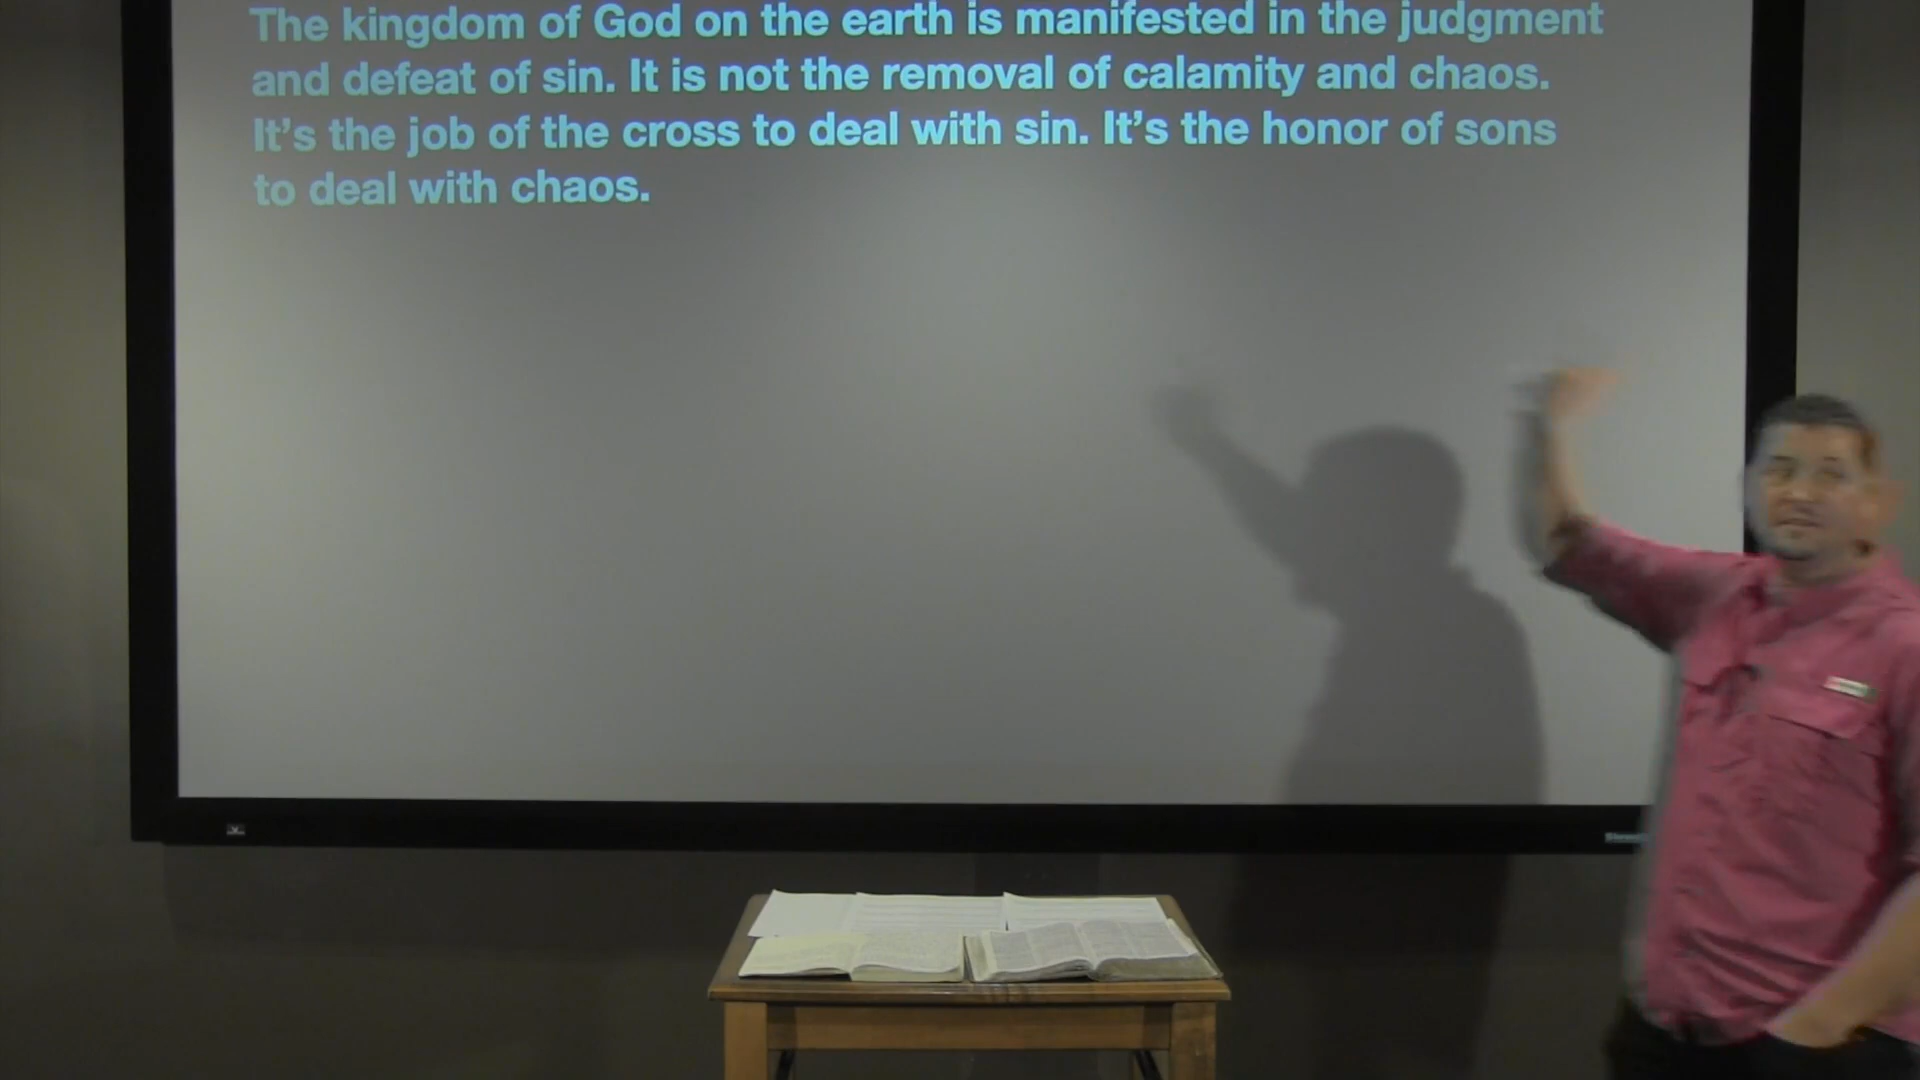 The kingdom of God on the earth is manifested in the judgment
and defeat of sin. It is not the removal of calamity and chaos.
It’s the job of the cross to deal with sin. It’s the honor of sons
to deal with chaos.